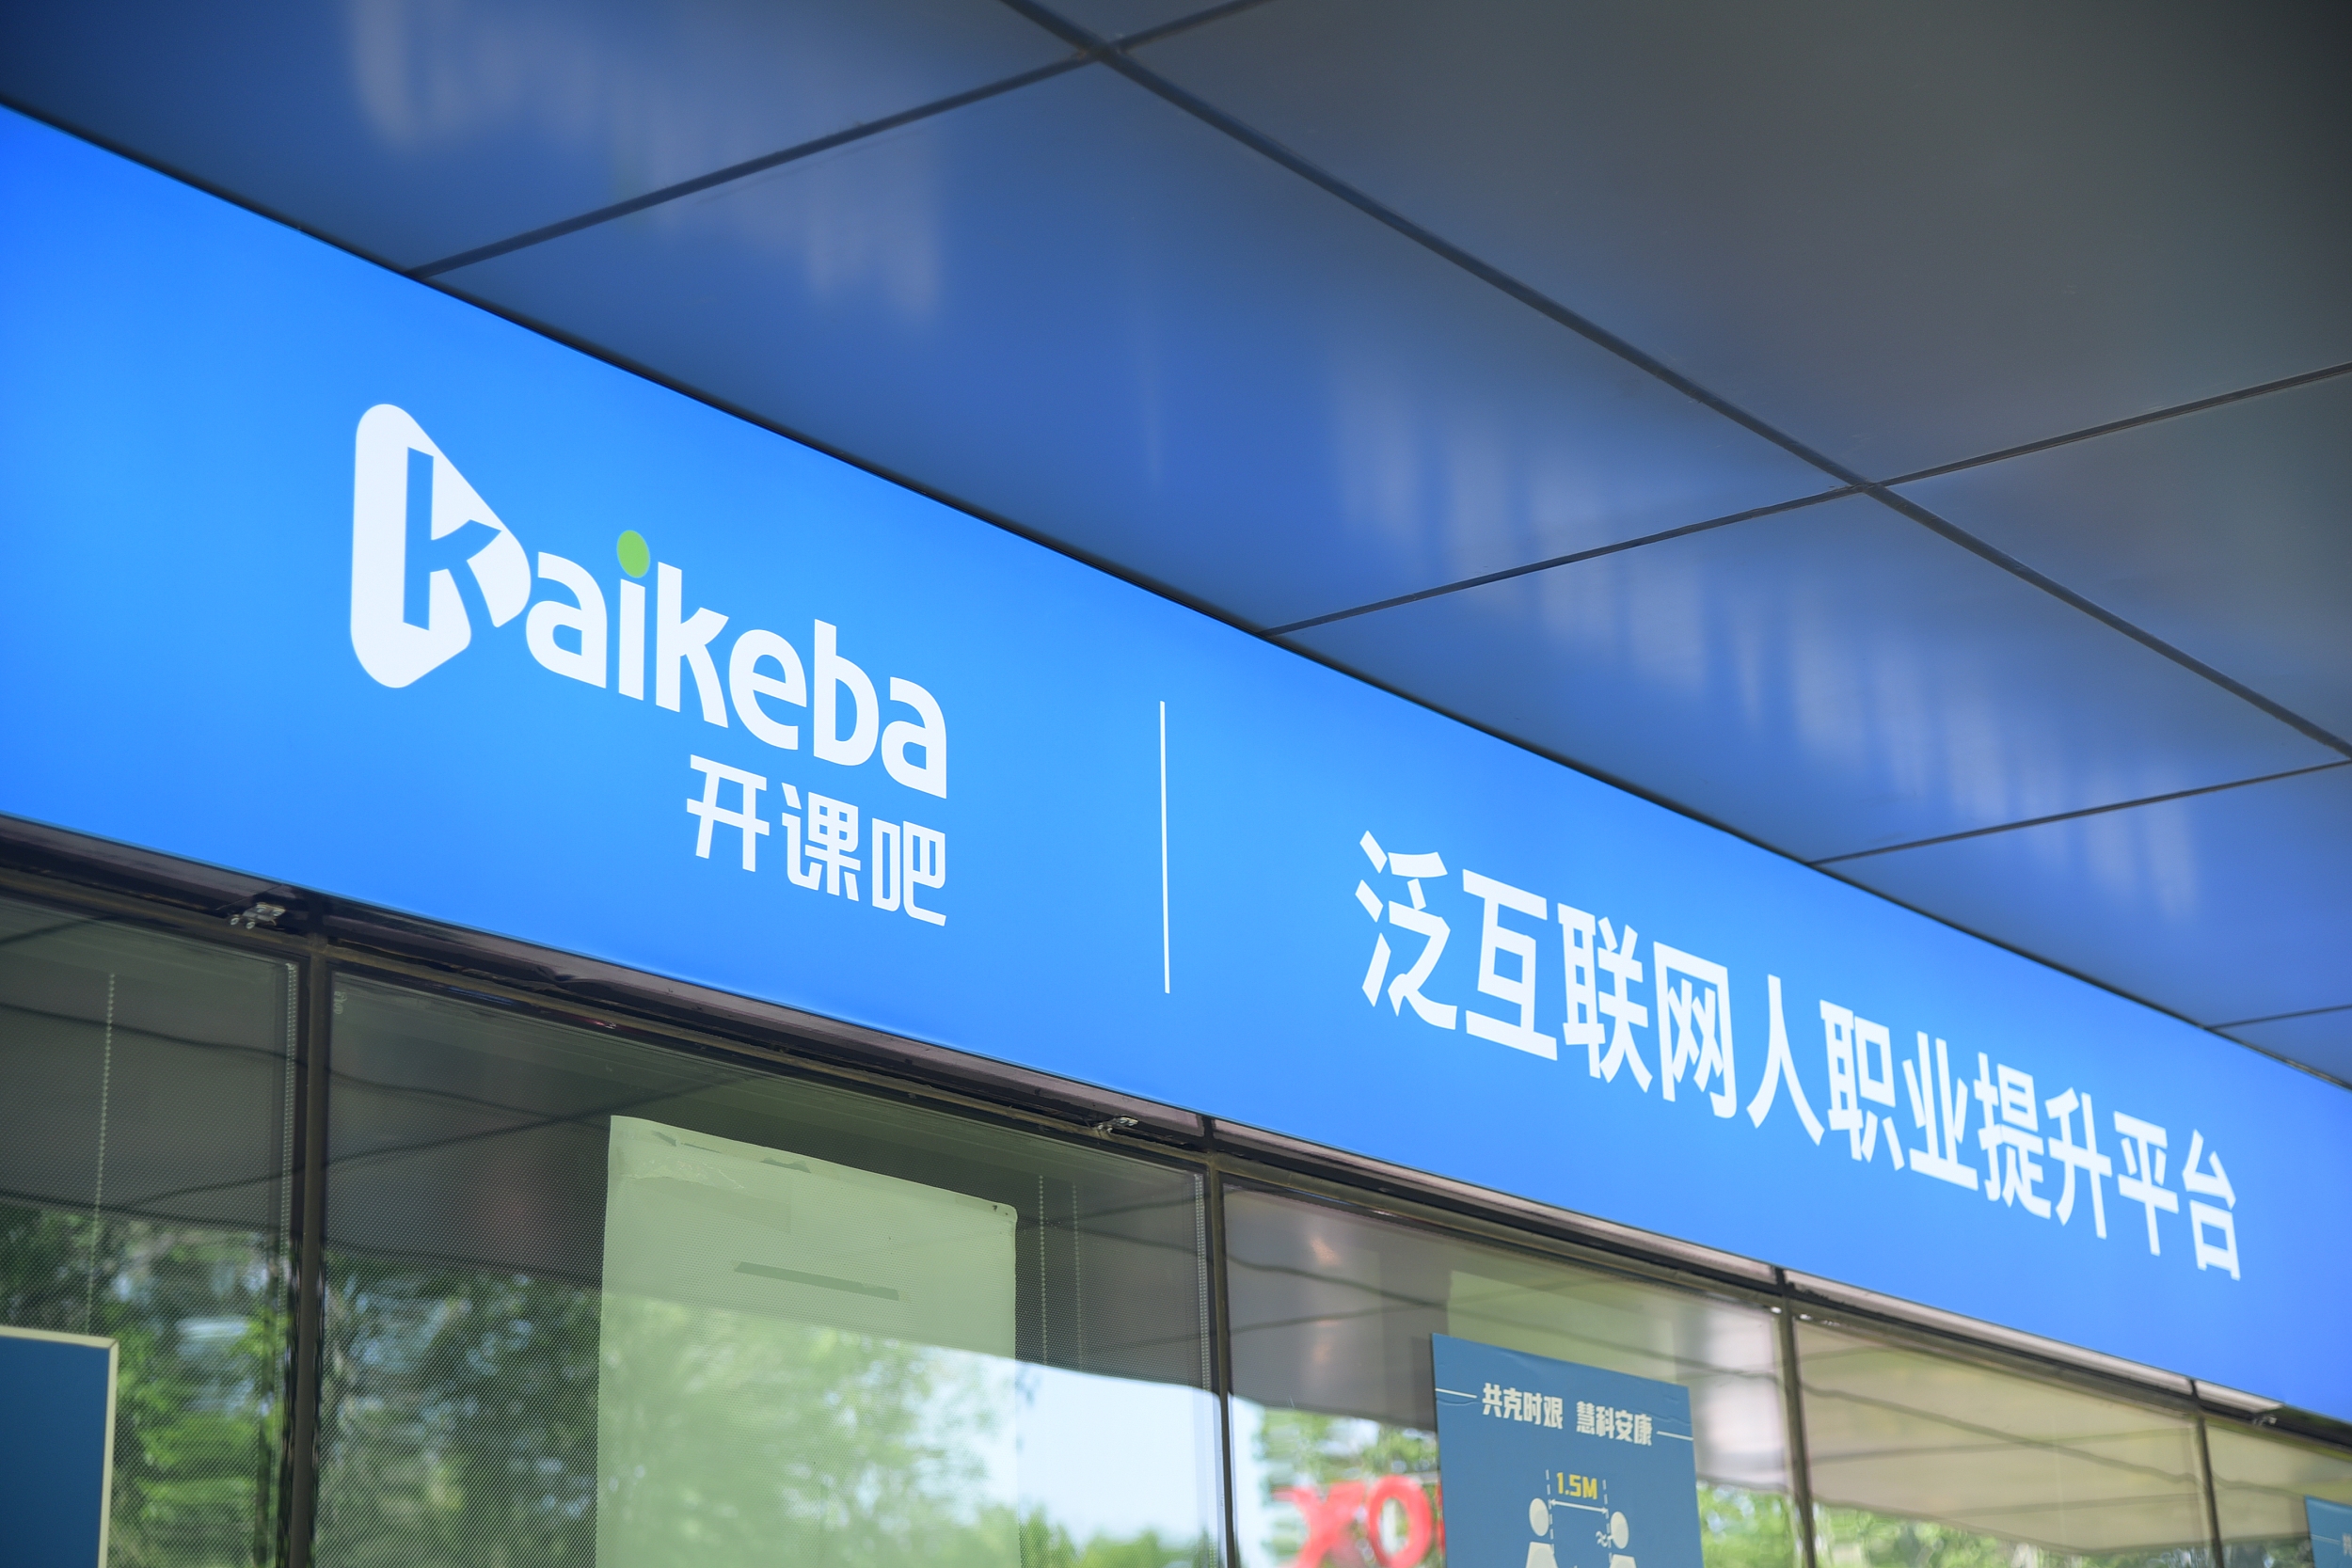 Kaikeba
开课吧
泛互联网人职业提升平台
共克时艰 慧科安康
1.5M